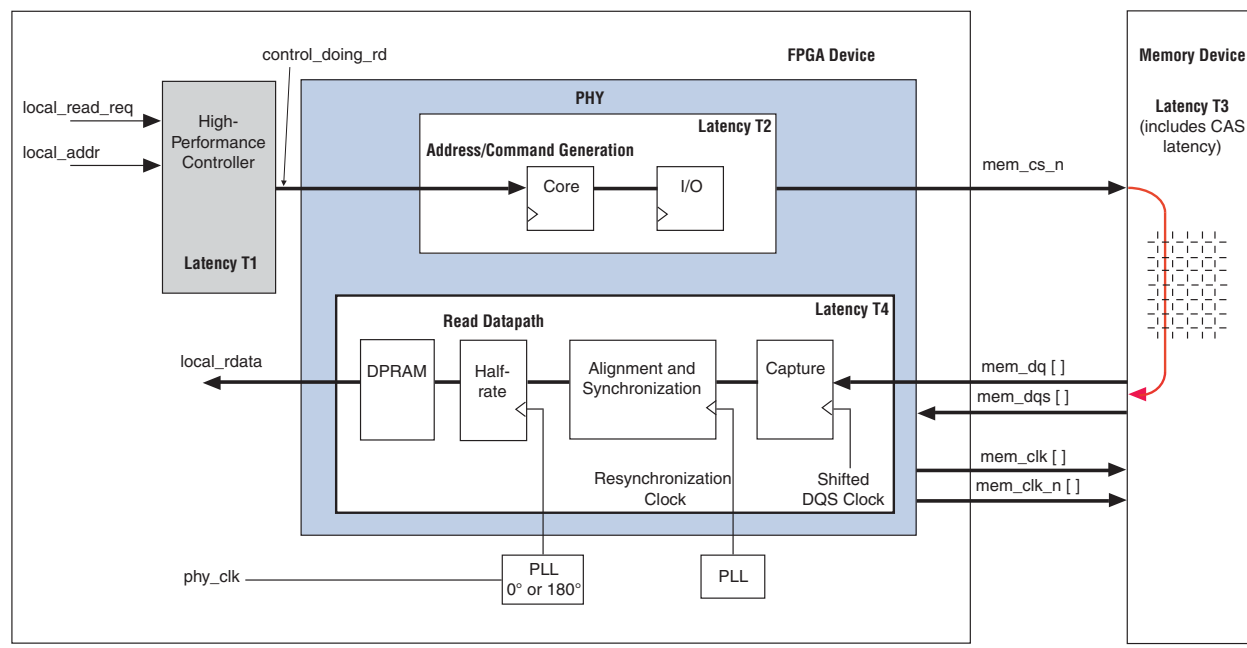 control_doing_rd
FPGA Device
Memory Device
PHY
local_read_req
High-
Performance
Controller
local_addr
Latency T1
Latency T2
Address/Command Generation
Core
I/O
mem_cs_n
Latency T3
(includes CAS
latency)
Latency T4
Read Datapath
local_rdata
DPRAM
Half-
rate
Alignment and
Synchronization
Capture
mem_dq [ ]
mem_dqs [ ]
mem_clk [ ]
mem_clk_n [ ]
Resynchronization
Clock
Shifted
DQS Clock
phy_clk
PLL
0° or 180°
PLL